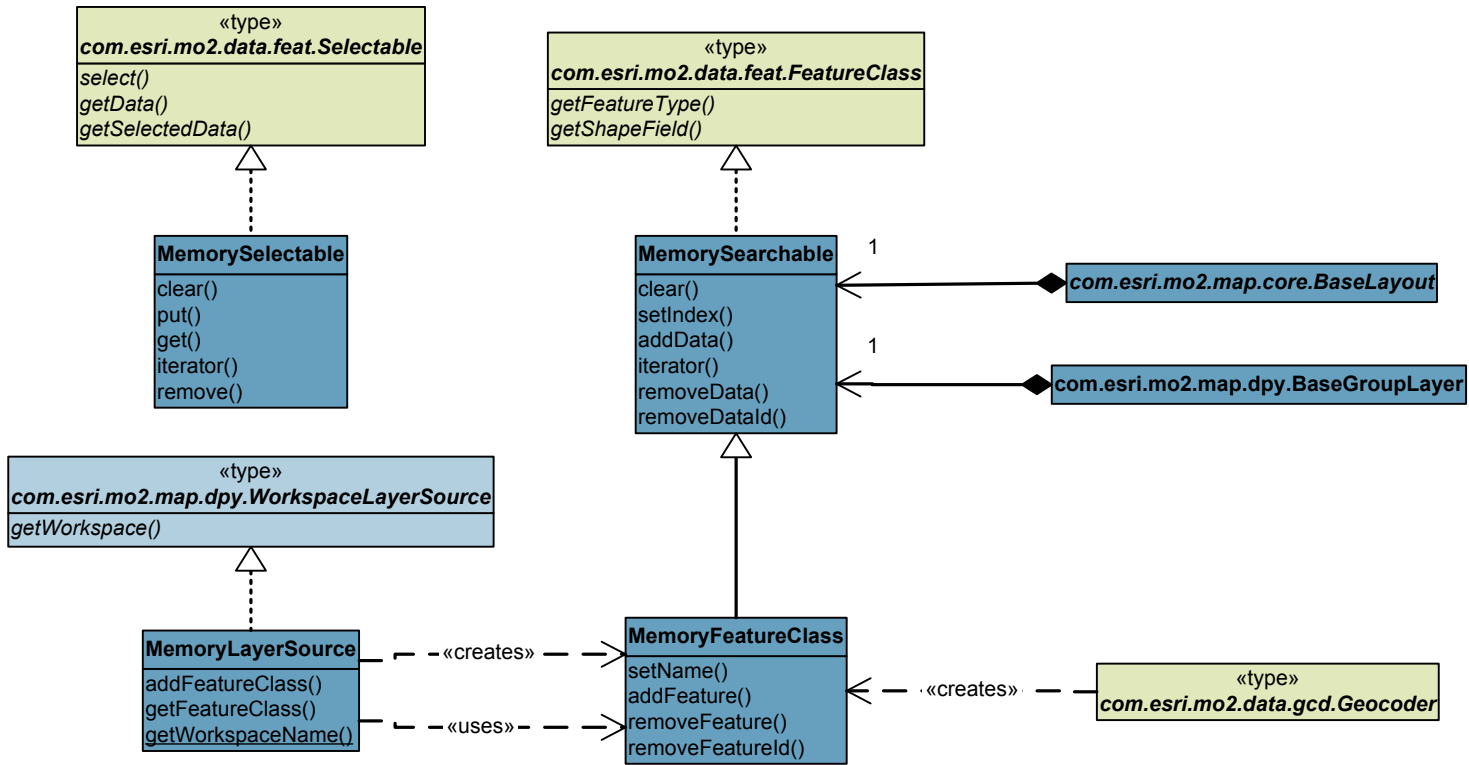 «type»
com.esri.mo2.data.feat.Selectable
select()
getData()
getSelectedData()
«type»
com.esri.mo2.data.feat.FeatureClass
getFeatureType()
getShapeField()
MemorySelectable
clear()
put()
get()
iterator()
remove()
MemorySearchable
clear()
setIndex()
addData()
iterator()
removeData()
removeDataId()
1
com.esri.mo2.map.core.BaseLayout
1
com.esri.mo2.map.dpy.BaseGroupLayer
«type»
com.esri.mo2.map.dpy.WorkspaceLayerSource
getWorkspace()
MemoryLayerSource
addFeatureClass()
getFeatureClass()
getWorkspaceName()
«creates»
«uses»
MemoryFeatureClass
setName()
addFeature()
removeFeature()
removeFeatureId()
«creates»
«type»
com.esri.mo2.data.gcd.Geocoder